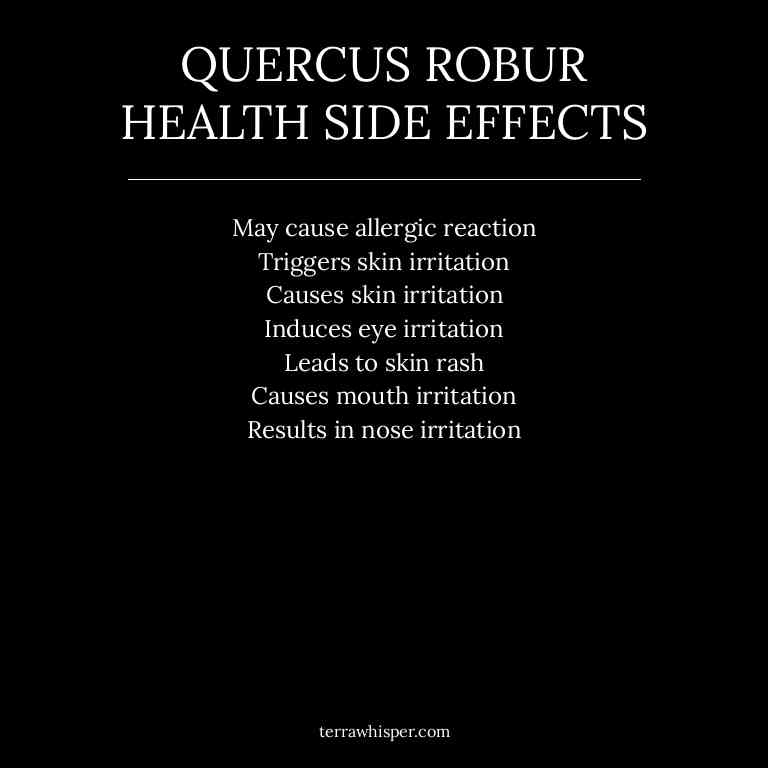 QUERCUS ROBUR
HEALTH SIDE EFFECTS
May cause allergic reaction
Triggers skin irritation
Causes skin irritation
Induces eye irritation
Leads to skin rash
Causes mouth irritation
Results in nose irritation
terrawhisper.com